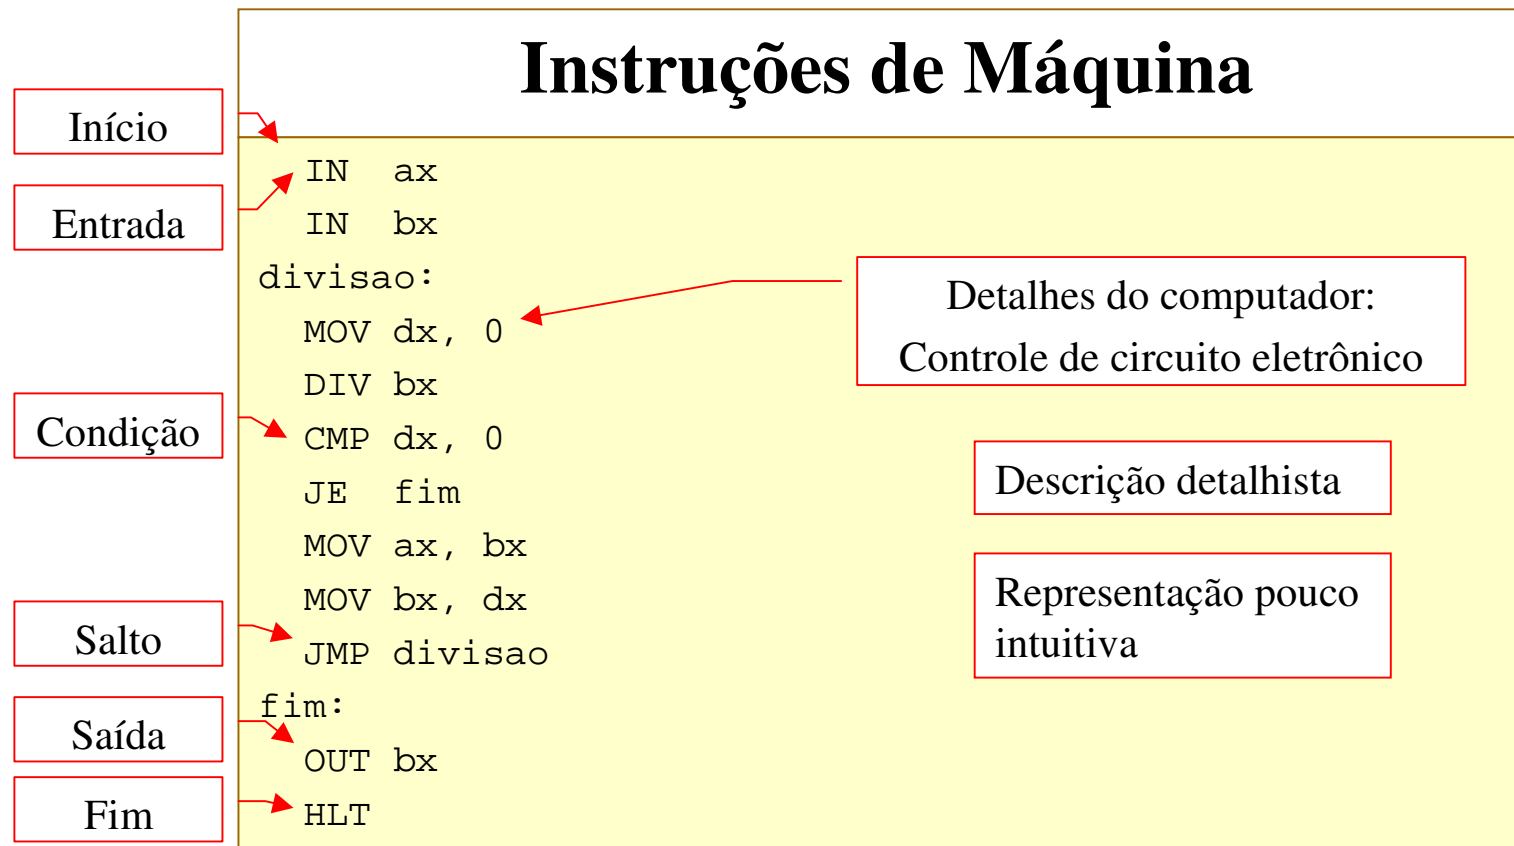 Instruções de Máquina
Início
Entrada
Condição
Salto
Saída
Fim
IN ax
IN bx
divisao:
MOV dx, 0
DIV bx
CMP dx, 0
JE fim
MOV ax, bx
MOV bx, dx
JMP divisao
fim:
OUT bx
HLT
Detalhes do computador:
Controle de circuito eletrônico
Descrição detalhista
Representação pouco
intuitiva